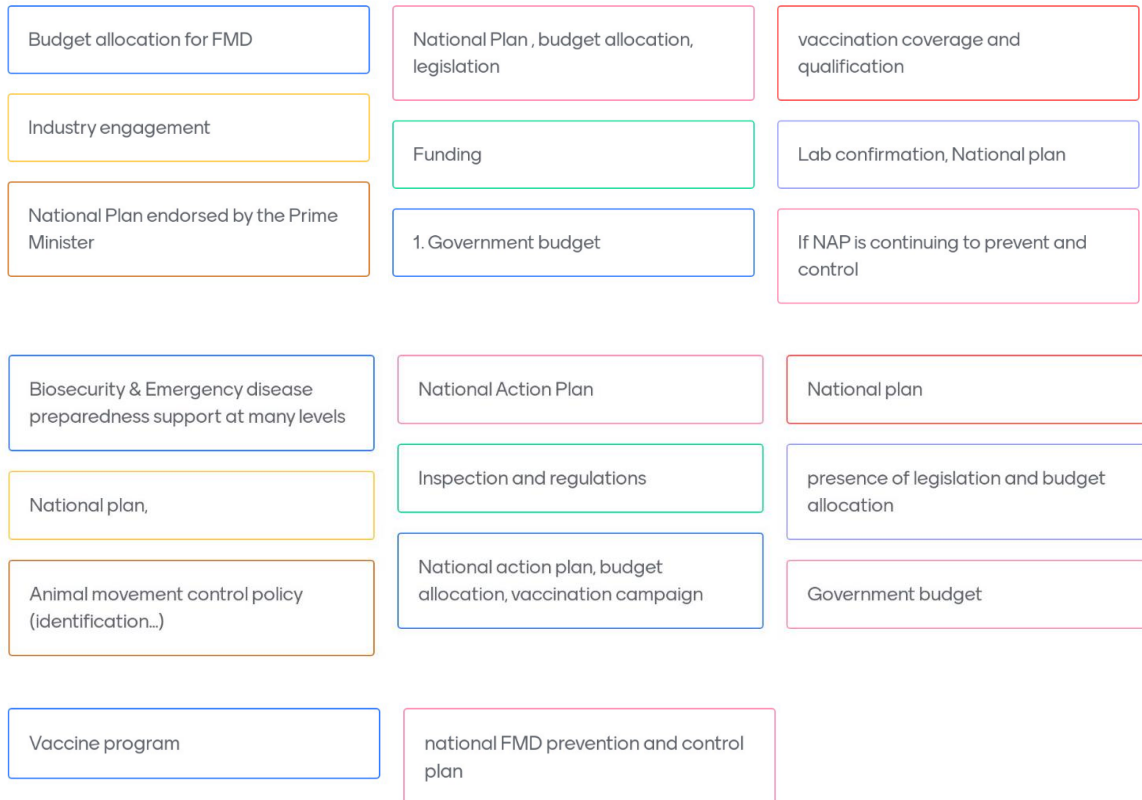 Budget allocation for FMD
Industry engagement
National Plan endorsed by the Prime
Minister
National Plan , budget allocation,
legislation
Funding
1. Government budget
vaccination coverage and
qualification
Lab confirmation, National plan
If NAP is continuing to prevent and
control
Biosecurity & Emergency disease
preparedness support at many levels
National plan,
Animal movement control policy
(identification...)
National Action Plan
Inspection and regulations
National action plan, budget
allocation, vaccination campaign
National plan
presence of legislation and budget
allocation
Government budget
Vaccine program
national FMD prevention and control
plan